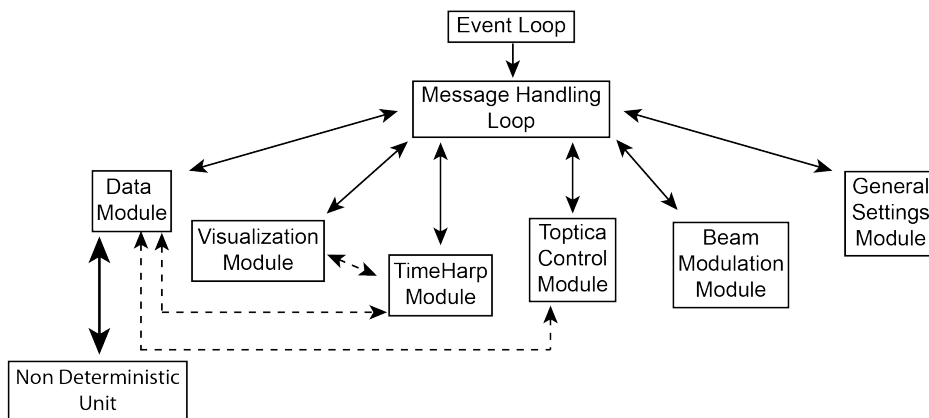 Event Loop
Message Handling
Loop
Data
Module
Visualization
Module
TimeHarp
Module
Toptica
Control
Module
Beam
Modulation
Module
General
Settings
Module
Non Deterministic
Unit